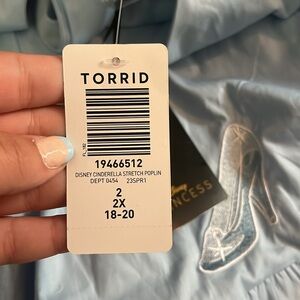 TORRID
19466512
DISNEY CINDERELLA STRETCH POPLIN
DEPT 0454 23SPR1
2
2X
18-20